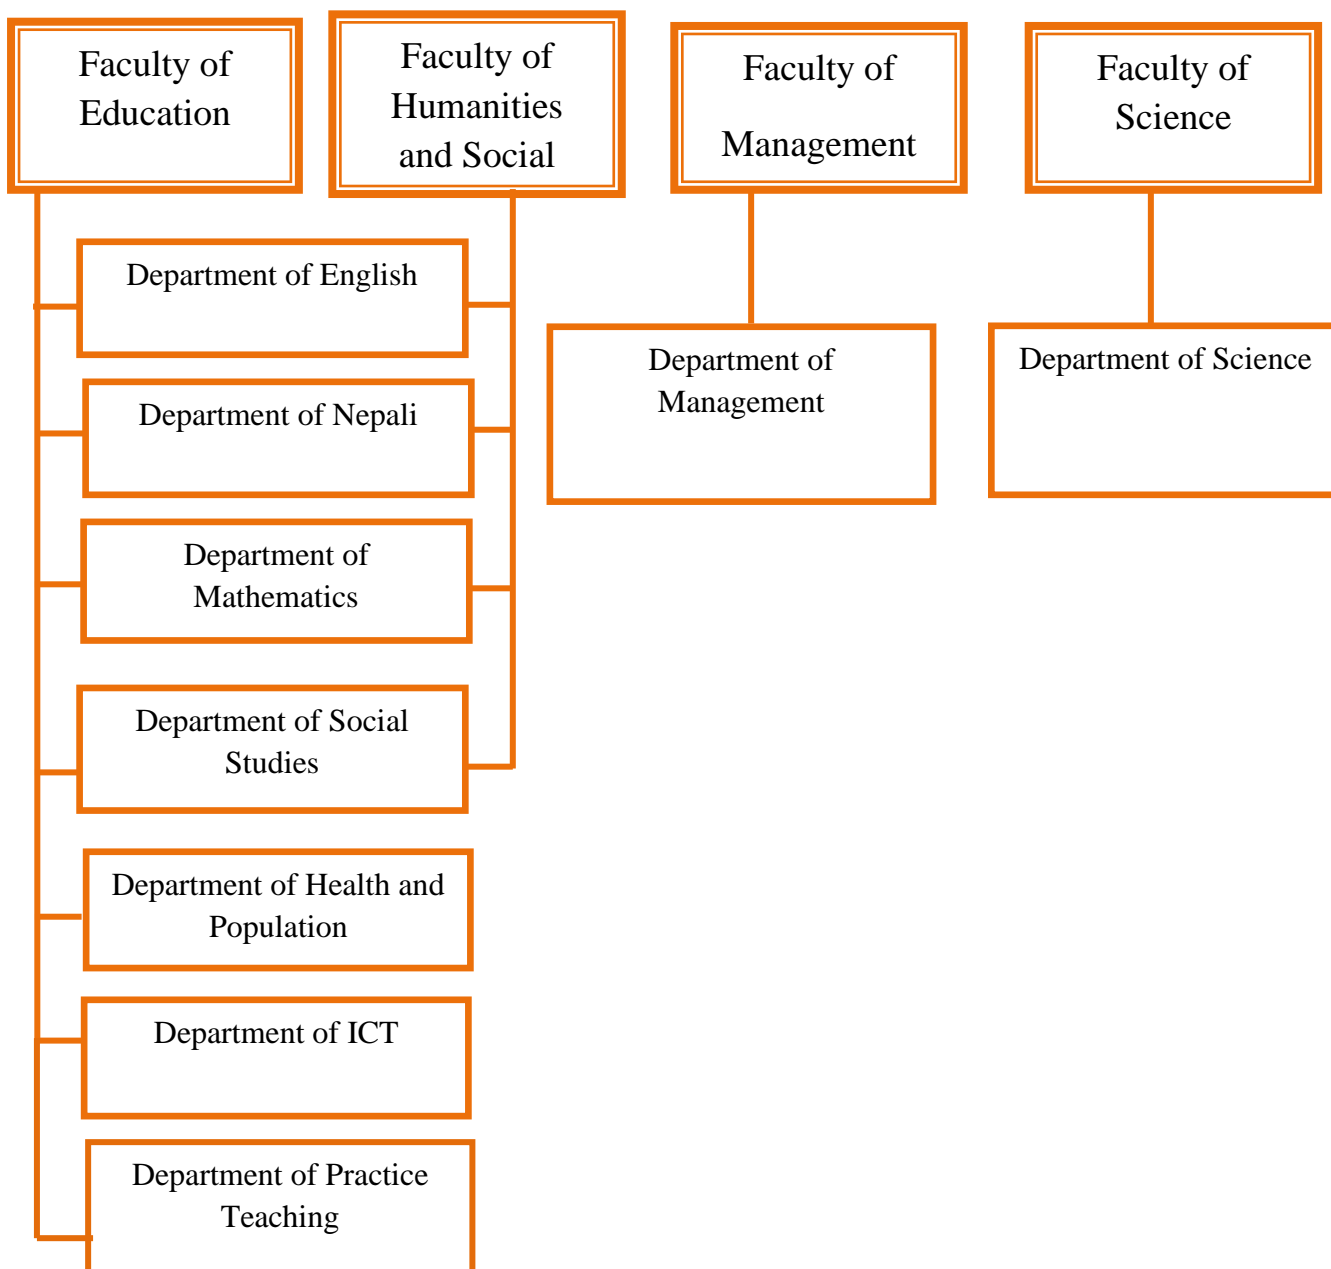 Faculty of
Education
Faculty of
Humanities
and Social
Faculty of
Management
Faculty of
Science
Department of English
Department of Nepali
Department of
Mathematics
Department of Social
Studies
Department of Health and
Population
Department of ICT
Department of Practice
Teaching
Department of
Management
Department of Science